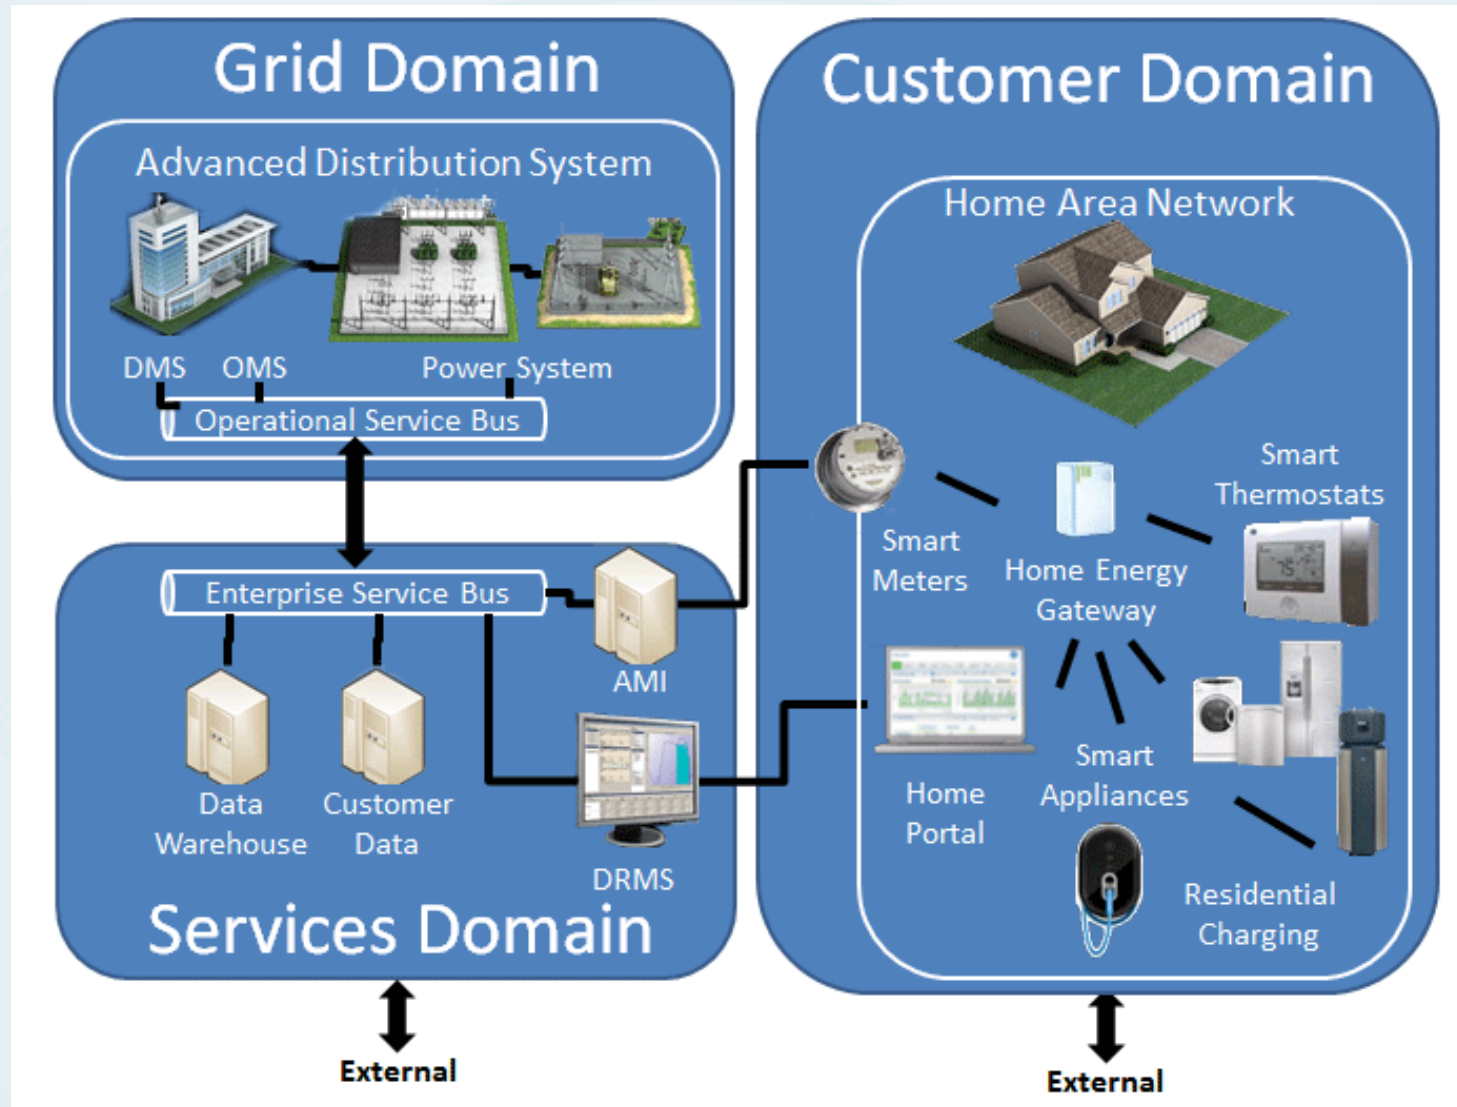 Grid Domain
Advanced Distribution System
DMS
OMS
Power System
Operational Service Bus
Enterprise Service Bus
AMI
Data
Warehouse
Customer
Data
DRMS
Services Domain
External
Customer Domain
Home Area Network
Smart
Thermostats
Smart
Meters
Home Energy
Gateway
Home
Portal
Smart
Appliances
Residential
Charging
External